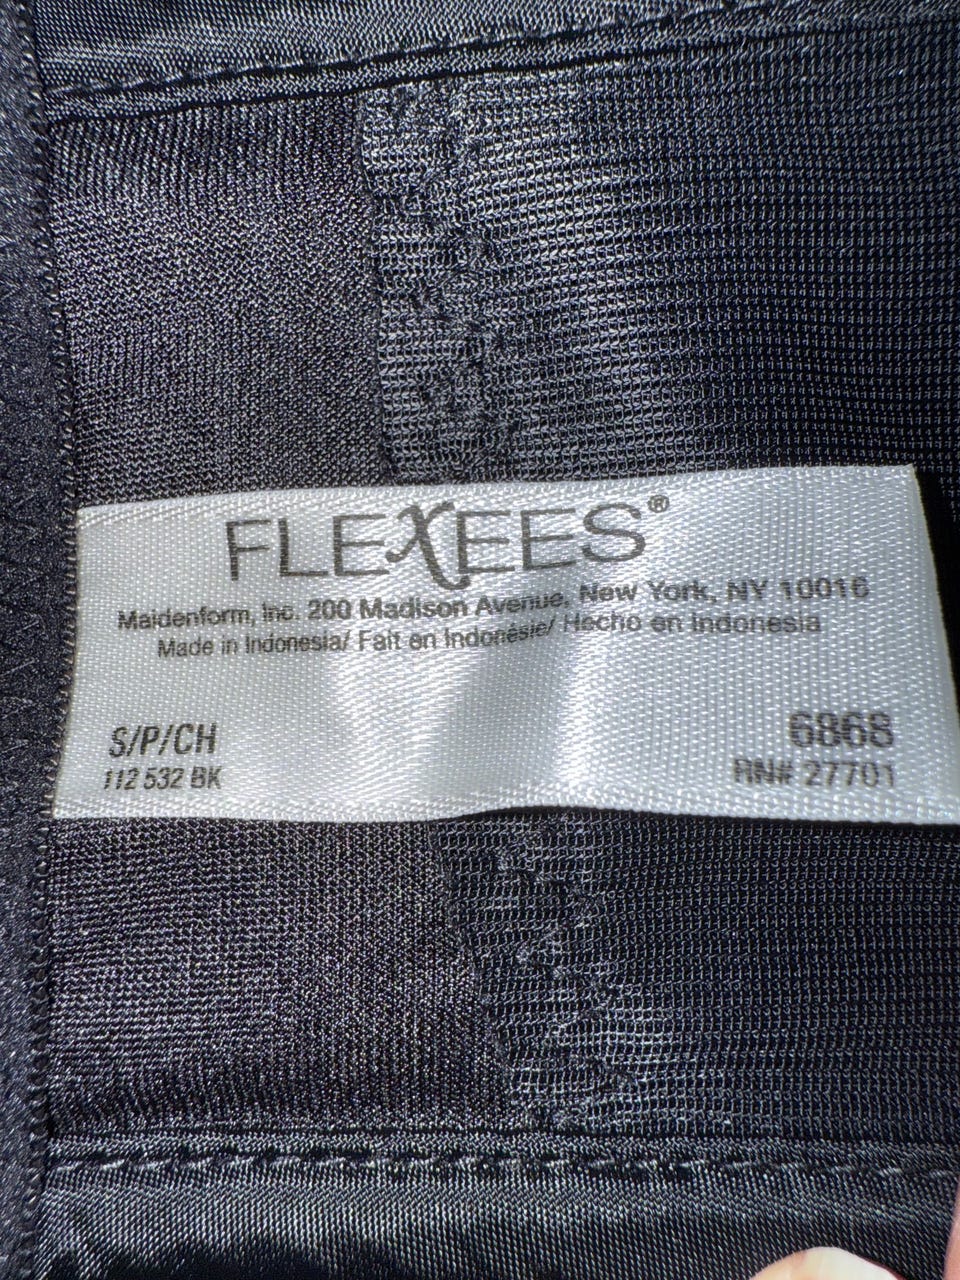 FLEXEES®
Maidenform, Inc. 200 Madison Avenue, New York, NY 10016
Made in Indonesia/ Fait en Indonésie/ Hecho en Indonesia
S/P/CH
112 532 BK
6868
RN# 27701